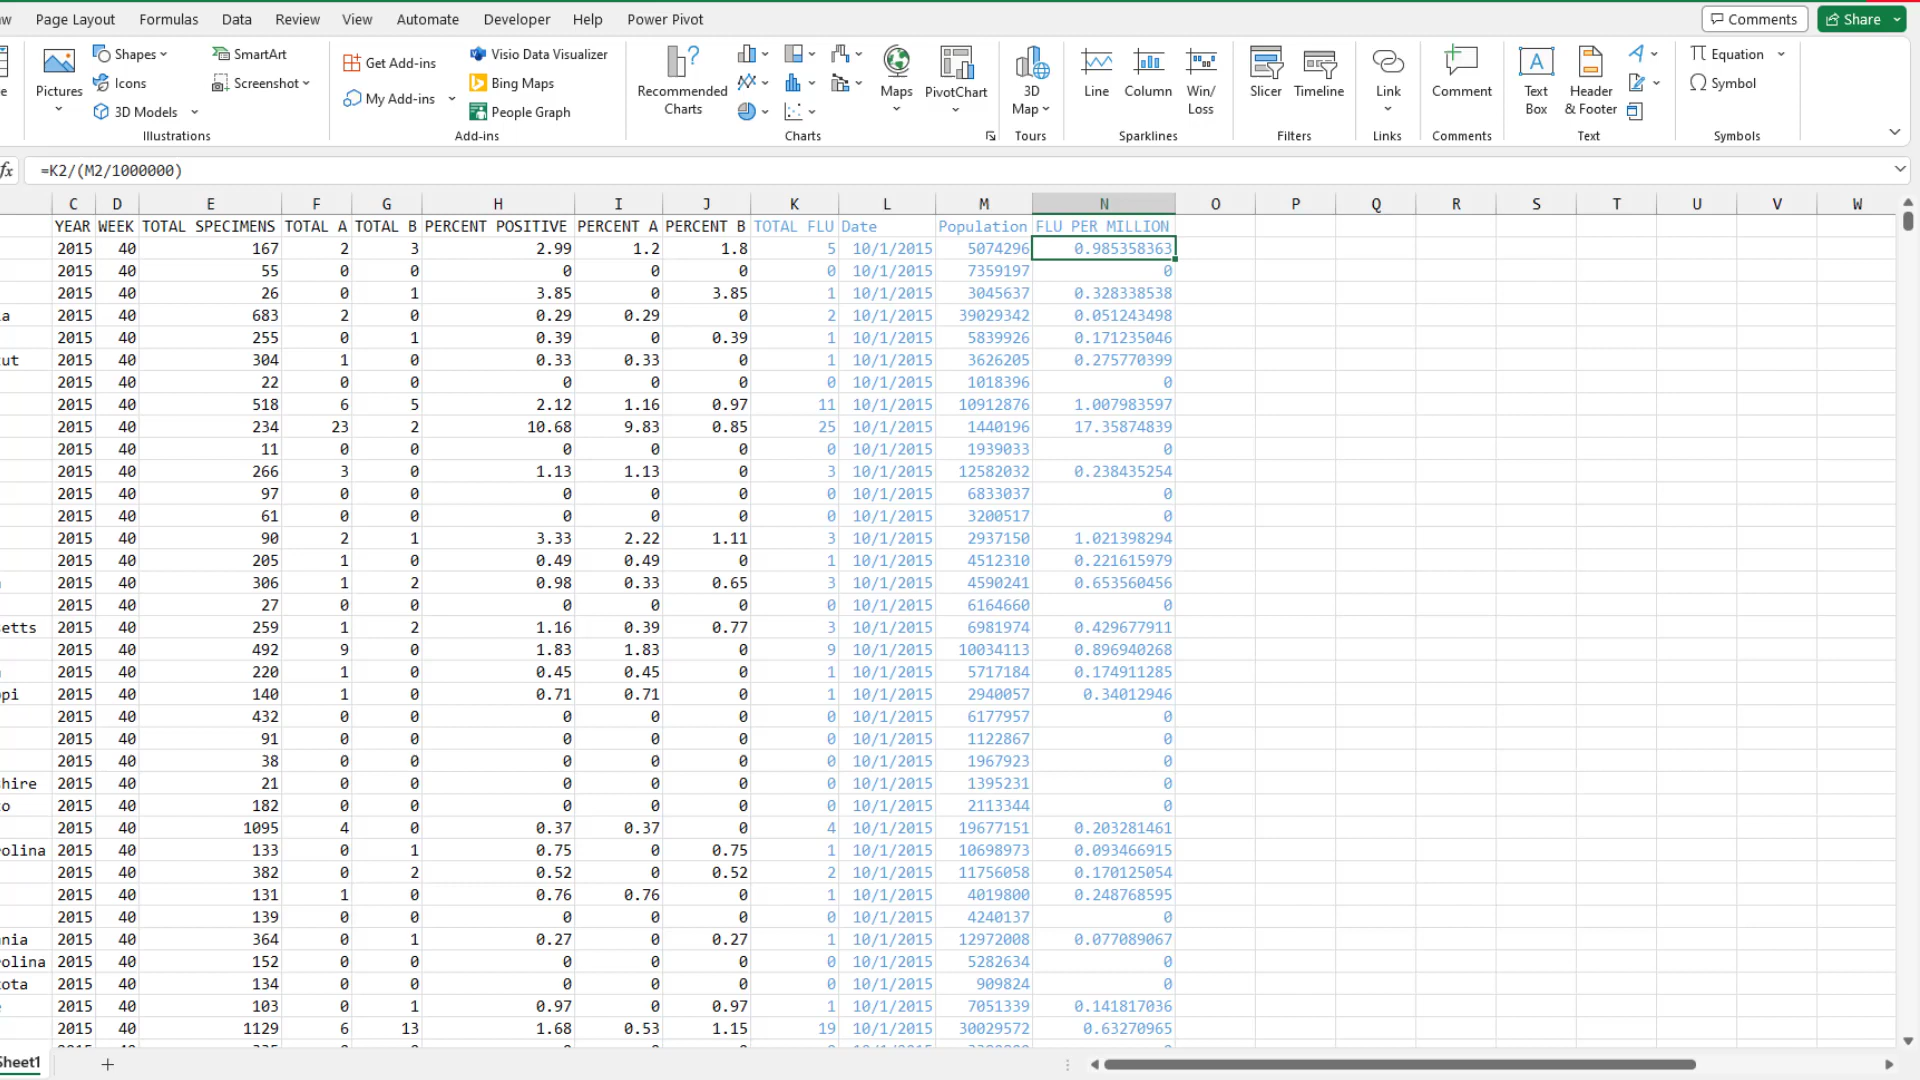 Page Layout Formulas Data Review View Automate Developer Help Power Pivot Comments Share
Pictures Shapes Icons 3D Models SmartArt Screenshot Get Add-ins My Add-ins Visio Data Visualizer Bing Maps People Graph Recommended Charts Maps PivotChart 3D Map Line Column Win/Loss Slicer Timeline Link Comment Text Box Header & Footer Equation Symbol
Illustrations Add-ins Charts Tours Sparklines Filters Links Comments Text Symbols
fx =K2/(M2/1000000)
C D E F G H I J K L M N O P Q R S T U V W
YEAR WEEK TOTAL SPECIMENS TOTAL A TOTAL B PERCENT POSITIVE PERCENT A PERCENT B TOTAL FLU Date Population FLU PER MILLION
2015 40 167 2 3 2.99 1.2 1.8 5 10/1/2015 5074296 0.985358363
2015 40 55 0 0 0 0 0 0 10/1/2015 7359197 0
2015 40 26 0 1 3.85 0 3.85 1 10/1/2015 3045637 0.328338538
a 2015 40 683 2 0 0.29 0.29 0 2 10/1/2015 39029342 0.051243498
2015 40 255 0 1 0.39 0 0.39 1 10/1/2015 5839926 0.171235046
ut 2015 40 304 1 0 0.33 0.33 0 1 10/1/2015 3626205 0.275770399
2015 40 22 0 0 0 0 0 0 10/1/2015 1018396 0
2015 40 518 6 5 2.12 1.16 0.97 11 10/1/2015 10912876 1.007983597
2015 40 234 23 2 10.68 9.83 0.85 25 10/1/2015 1440196 17.35874839
2015 40 11 0 0 0 0 0 0 10/1/2015 1939033 0
2015 40 266 3 0 1.13 1.13 0 3 10/1/2015 12582032 0.238435254
2015 40 97 0 0 0 0 0 0 10/1/2015 6833037 0
2015 40 61 0 0 0 0 0 0 10/1/2015 3200517 0
2015 40 90 2 1 3.33 2.22 1.11 3 10/1/2015 2937150 1.021398294
2015 40 205 1 0 0.49 0.49 0 1 10/1/2015 4512310 0.221615979
2015 40 306 1 2 0.98 0.33 0.65 3 10/1/2015 4590241 0.653560456
2015 40 27 0 0 0 0 0 0 10/1/2015 6164660 0
etts 2015 40 259 1 2 1.16 0.39 0.77 3 10/1/2015 6981974 0.429677911
2015 40 492 9 0 1.83 1.83 0 9 10/1/2015 10034113 0.896940268
2015 40 220 1 0 0.45 0.45 0 1 10/1/2015 5717184 0.174911285
pi 2015 40 140 1 0 0.71 0.71 0 1 10/1/2015 2940057 0.34012946
2015 40 432 0 0 0 0 0 0 10/1/2015 6177957 0
2015 40 91 0 0 0 0 0 0 10/1/2015 1122867 0
2015 40 38 0 0 0 0 0 0 10/1/2015 1967923 0
hire 2015 40 21 0 0 0 0 0 0 10/1/2015 1395231 0
o 2015 40 182 0 0 0 0 0 0 10/1/2015 2113344 0
2015 40 1095 4 0 0.37 0.37 0 4 10/1/2015 19677151 0.203281461
olina 2015 40 133 0 1 0.75 0 0.75 1 10/1/2015 10698973 0.093466915
2015 40 382 0 2 0.52 0 0.52 2 10/1/2015 11756058 0.170125054
2015 40 131 1 0 0.76 0.76 0 1 10/1/2015 4019800 0.248768595
2015 40 139 0 0 0 0 0 0 10/1/2015 4240137 0
nia 2015 40 364 0 1 0.27 0 0.27 1 10/1/2015 12972008 0.077089067
olina 2015 40 152 0 0 0 0 0 0 10/1/2015 5282634 0
ota 2015 40 134 0 0 0 0 0 0 10/1/2015 909824 0
2015 40 103 0 1 0.97 0 0.97 1 10/1/2015 7051339 0.141817036
2015 40 1129 6 13 1.68 0.53 1.15 19 10/1/2015 30029572 0.63270965
Sheet1